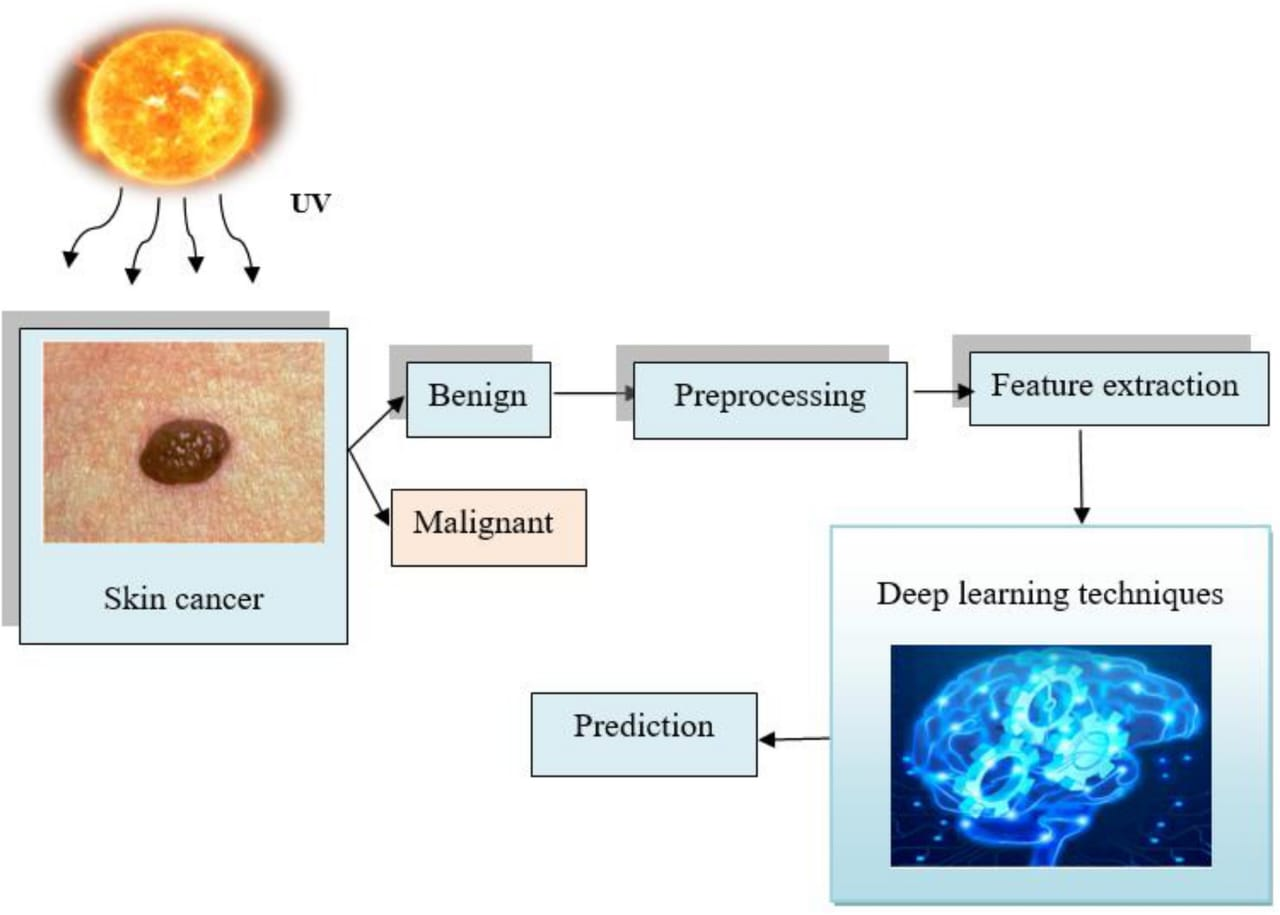 UV
Benign
Preprocessing
Feature extraction
Malignant
Skin cancer
Deep learning techniques
Prediction